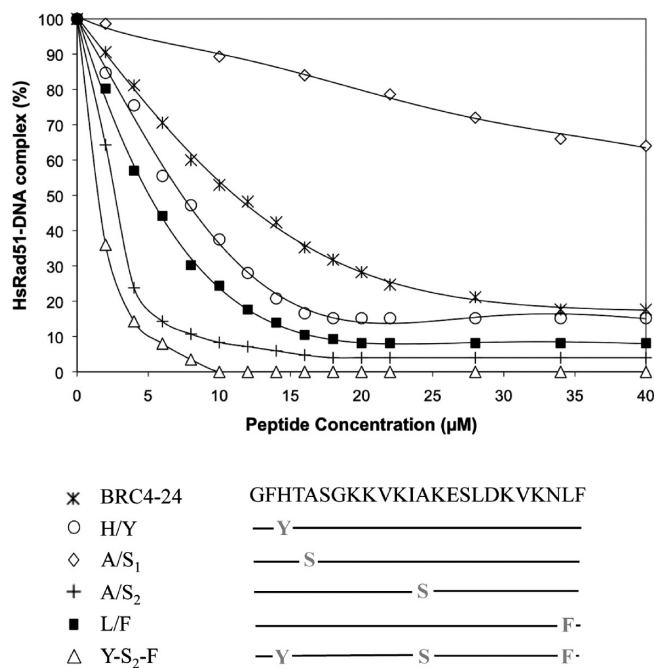 HsRad51-DNA complex (%)
100
90
80
70
60
50
40
30
20
10
0
0 5 10 15 20 25 30 35 40
Peptide Concentration (µM)
BRC4-24 GFHTASGKKVKIAKESLDKVKNLF
H/Y Y
A/S₁ S
A/S₂ S
L/F F
Y-S₂-F Y S F